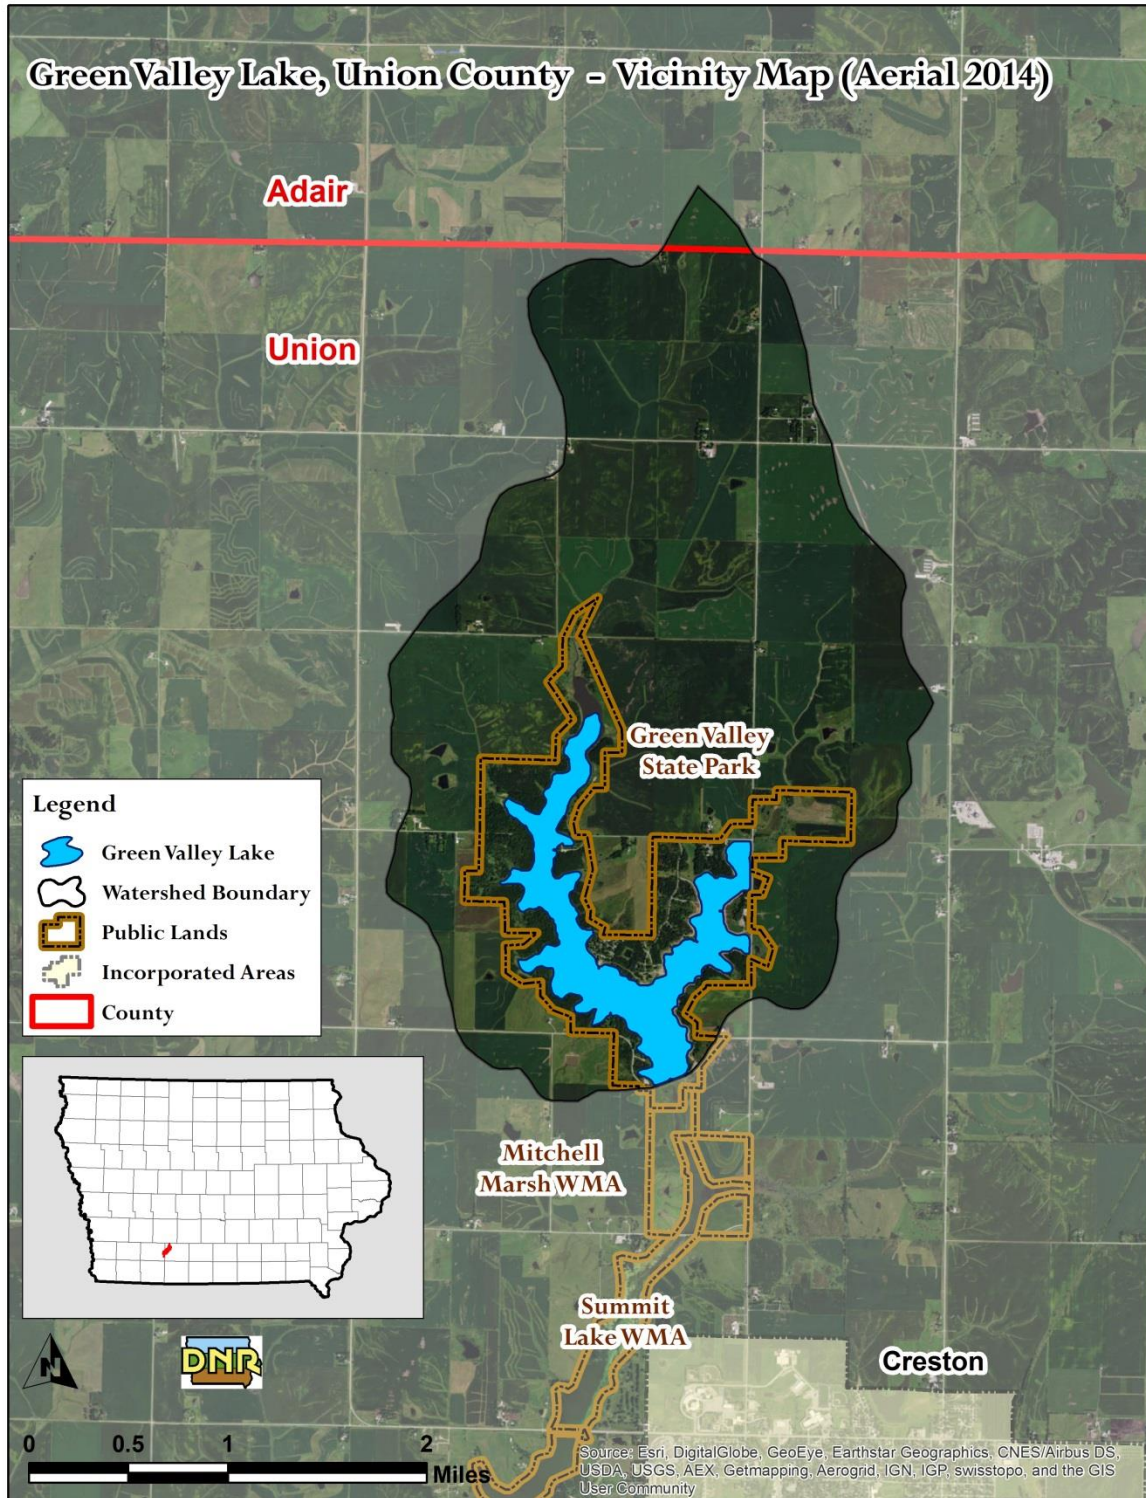 Green Valley Lake, Union County - Vicinity Map (Aerial 2014)
Adair
Union
Green Valley
State Park
Legend
Green Valley Lake
Watershed Boundary
Public Lands
Incorporated Areas
County
Mitchell
Marsh WMA
Summit
Lake WMA
Creston
N
DNR
0 0.5 1 2
Miles
Source: Esri, DigitalGlobe, GeoEye, Earthstar Geographics, CNES/Airbus DS,
USDA, USGS, AEX, Getmapping, Aerogrid, IGN, IGP, swisstopo, and the GIS
User Community